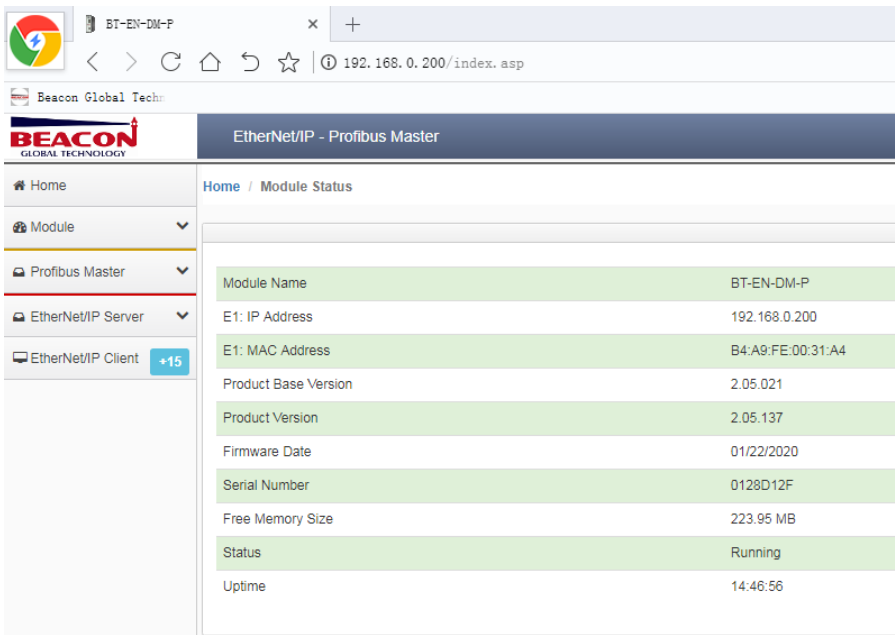 BT-EN-DM-P
192.168.0.200/index.asp
Beacon Global Techn
BEACON
GLOBAL TECHNOLOGY
EtherNet/IP - Profibus Master
Home
Module
Profibus Master
EtherNet/IP Server
EtherNet/IP Client +15
Home / Module Status
Module Name BT-EN-DM-P
E1: IP Address 192.168.0.200
E1: MAC Address B4:A9:FE:00:31:A4
Product Base Version 2.05.021
Product Version 2.05.137
Firmware Date 01/22/2020
Serial Number 0128D12F
Free Memory Size 223.95 MB
Status Running
Uptime 14:46:56